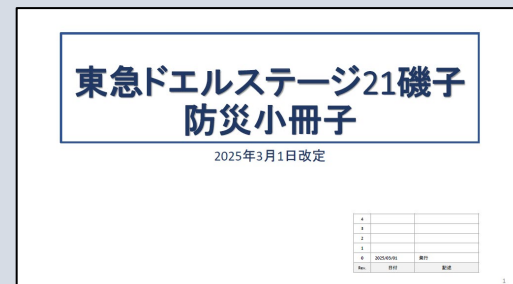 東急ドエルステージ21磯子
防災小冊子
2025年3月1日改定
4
3
2
1
0 2025/03/01 発行
Rev. 日付 記述
1